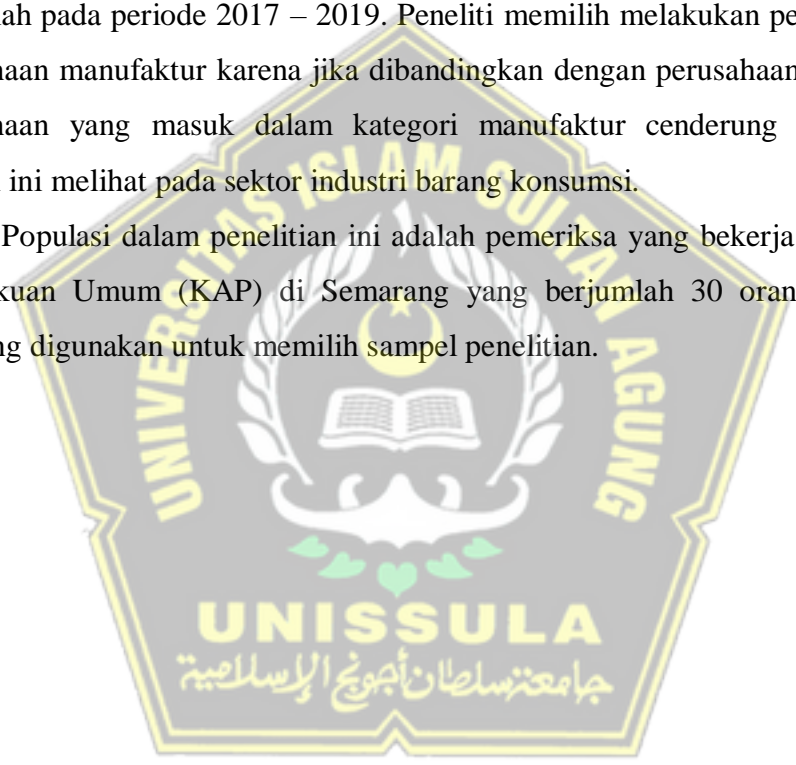 ah pada periode 2017 – 2019. Peneliti memilih melakukan pe
naan manufaktur karena jika dibandingkan dengan perusahaan
naan yang masuk dalam kategori manufaktur cenderung
ini melihat pada sektor industri barang konsumsi.
Populasi dalam penelitian ini adalah pemeriksa yang bekerja
kuan Umum (KAP) di Semarang yang berjumlah 30 oran
ng digunakan untuk memilih sampel penelitian.
UNIVERSITAS ISLAM SULTAN AGUNG
UNISSULA
جامعة سلطان أجونج الإسلامية